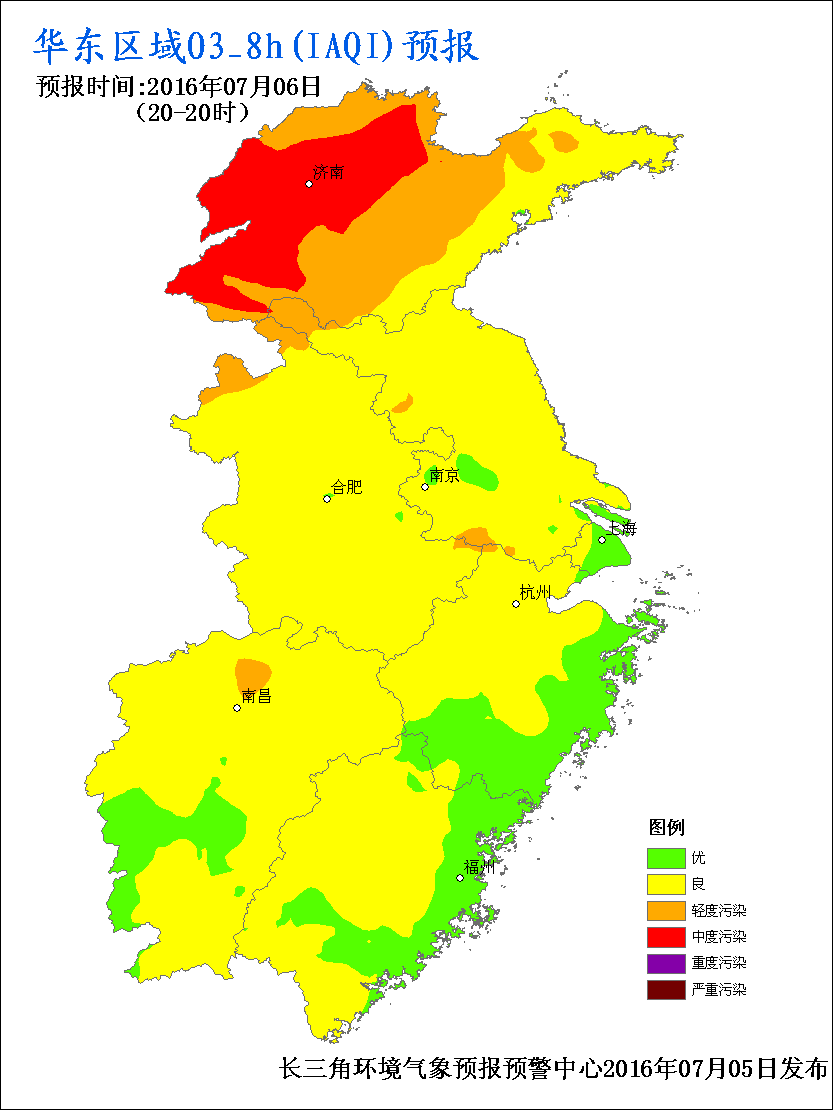 华东区域O3_8h(IAQI)预报
预报时间:2016年07月06日
(20-20时)
济南
南京
合肥
上海
杭州
南昌
福州
图例
优
良
轻度污染
中度污染
重度污染
严重污染
长三角环境气象预报预警中心2016年07月05日发布